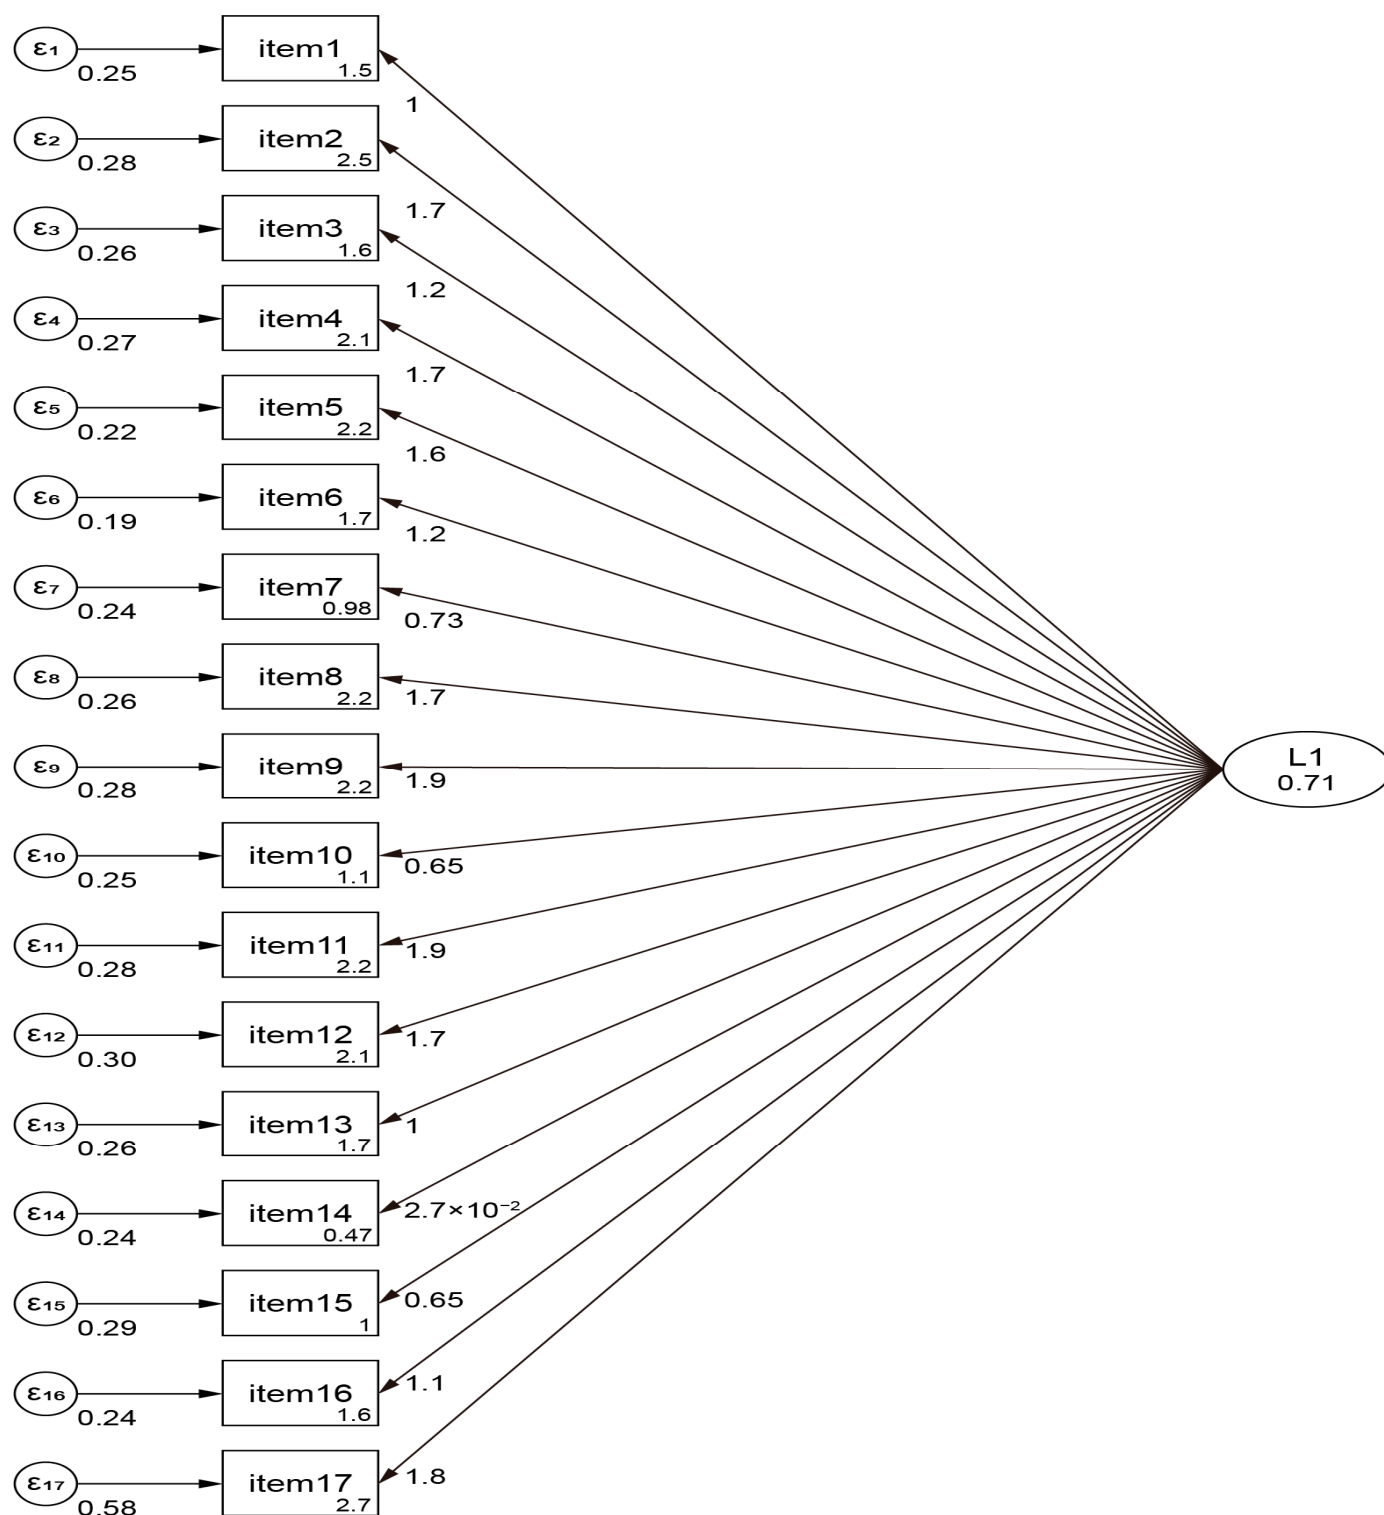 ε1 item1
0.25 1.5
1
ε2 item2
0.28 2.5
1.7
ε3 item3
0.26 1.6
1.2
ε4 item4
0.27 2.1
1.7
ε5 item5
0.22 2.2
1.6
ε6 item6
0.19 1.7
1.2
ε7 item7
0.24 0.98
0.73
ε8 item8
0.26 2.2 1.7
L1
ε9 item9
0.28 2.2 1.9 0.71
ε10 item10
0.25 1.1 0.65
ε11 item11
0.28 2.2 1.9
ε12 item12
0.30 2.1 1.7
ε13 item13 1
0.26 1.7
ε14 item14 2.7×10⁻²
0.24 0.47
ε15 item15 0.65
0.29 1
ε16 item16 1.1
0.24 1.6
ε17 item17 1.8
0.58 2.7